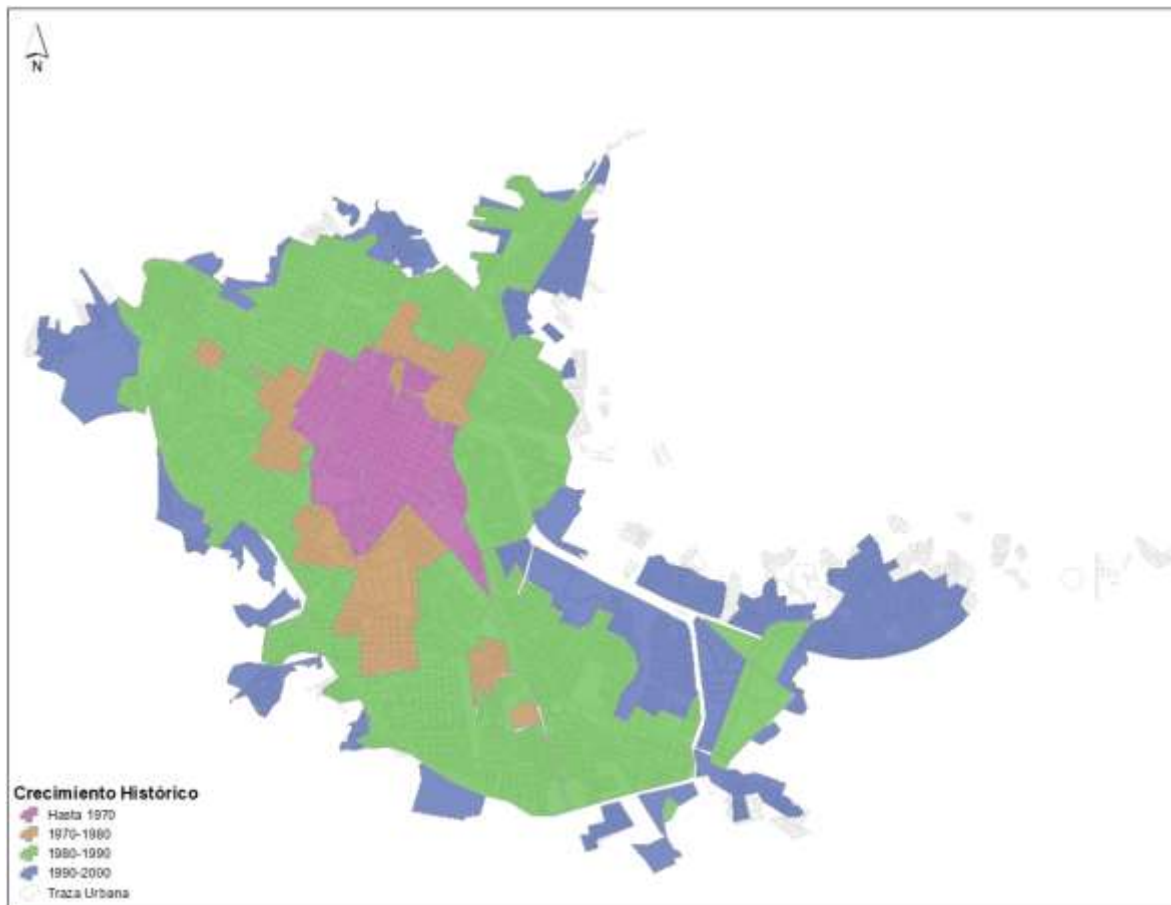 N
Crecimiento Histórico
Hasta 1970
1970-1980
1980-1990
1990-2000
Traza Urbana